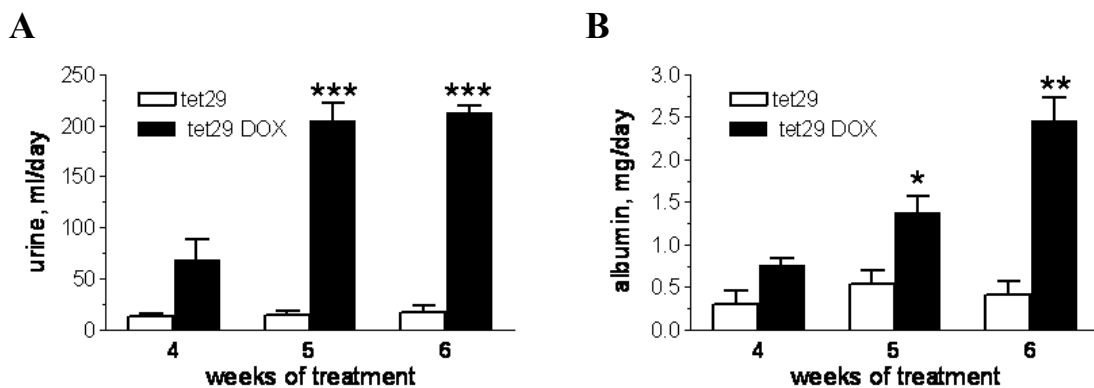 A
250
200
150
100
50
0
urine, ml/day
tet29
tet29 DOX
***
***
4 5 6
weeks of treatment
B
3.0
2.5
2.0
1.5
1.0
0.5
0.0
albumin, mg/day
tet29
tet29 DOX
*
**
4 5 6
weeks of treatment